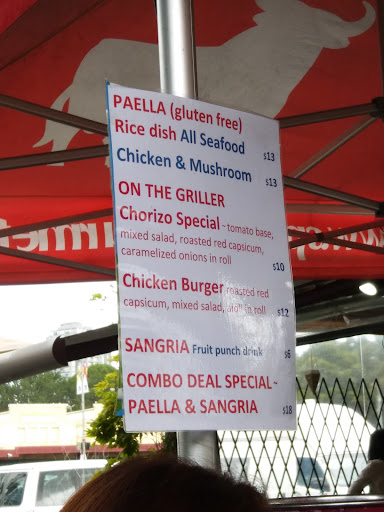 PAELLA (gluten free)
Rice dish All Seafood $13
Chicken & Mushroom $13
ON THE GRILLER
Chorizo Special ~ tomato base,
mixed salad, roasted red capsicum,
caramelized onions in roll $10
Chicken Burger roasted red
capsicum, mixed salad, aioli in roll $12
SANGRIA Fruit punch drink $6
COMBO DEAL SPECIAL ~
PAELLA & SANGRIA $18